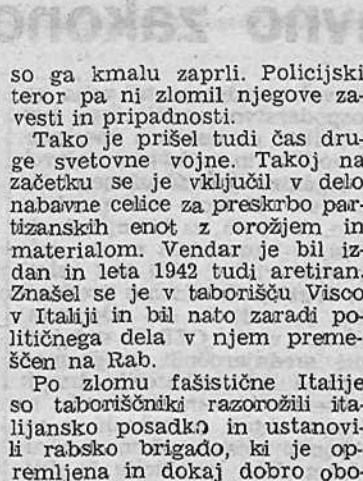 so ga kmalu zaprli. Policijski
teror pa ni zlomil njegove za-
vesti in pripadnosti.
Tako je prišel tudi čas dru-
ge svetovne vojne. Takoj na
začetku se je vključil v delo
nabavne celice za preskrbo par-
tizanskih enot z orožjem in
materialom. Vendar je bil iz-
dan in leta 1942 tudi aretiran.
Znašel se je v taborišču Visco
v Italiji in bil nato zaradi po-
litičnega dela v njem preme-
ščen na Rab.
Po zlomu fašistične Italije
so taboriščniki razorožili ita-
lijansko posadko in ustanovi-
li rabsko brigado, ki je op-
remljena in dokaj dobro obo-